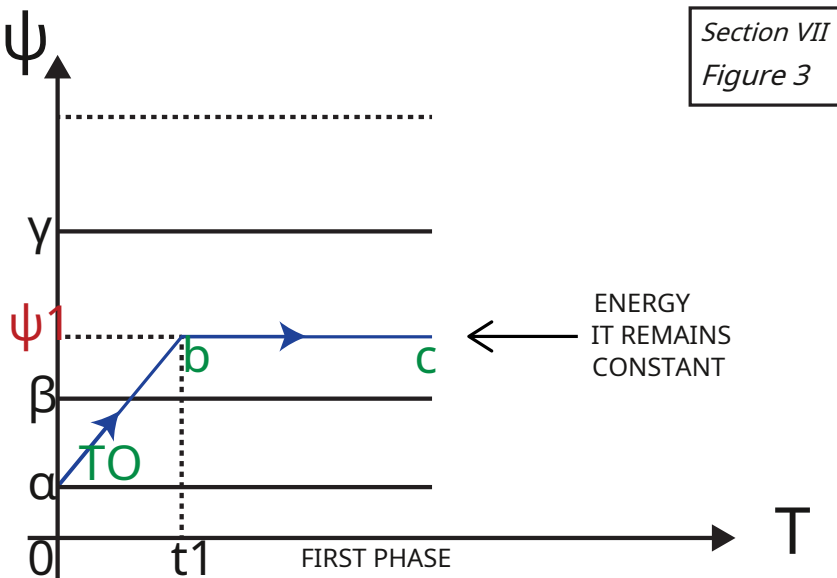 ψ
Section VII
Figure 3
γ
ψ1
ENERGY
IT REMAINS
CONSTANT
b
c
β
TO
α
0
t1
FIRST PHASE
T